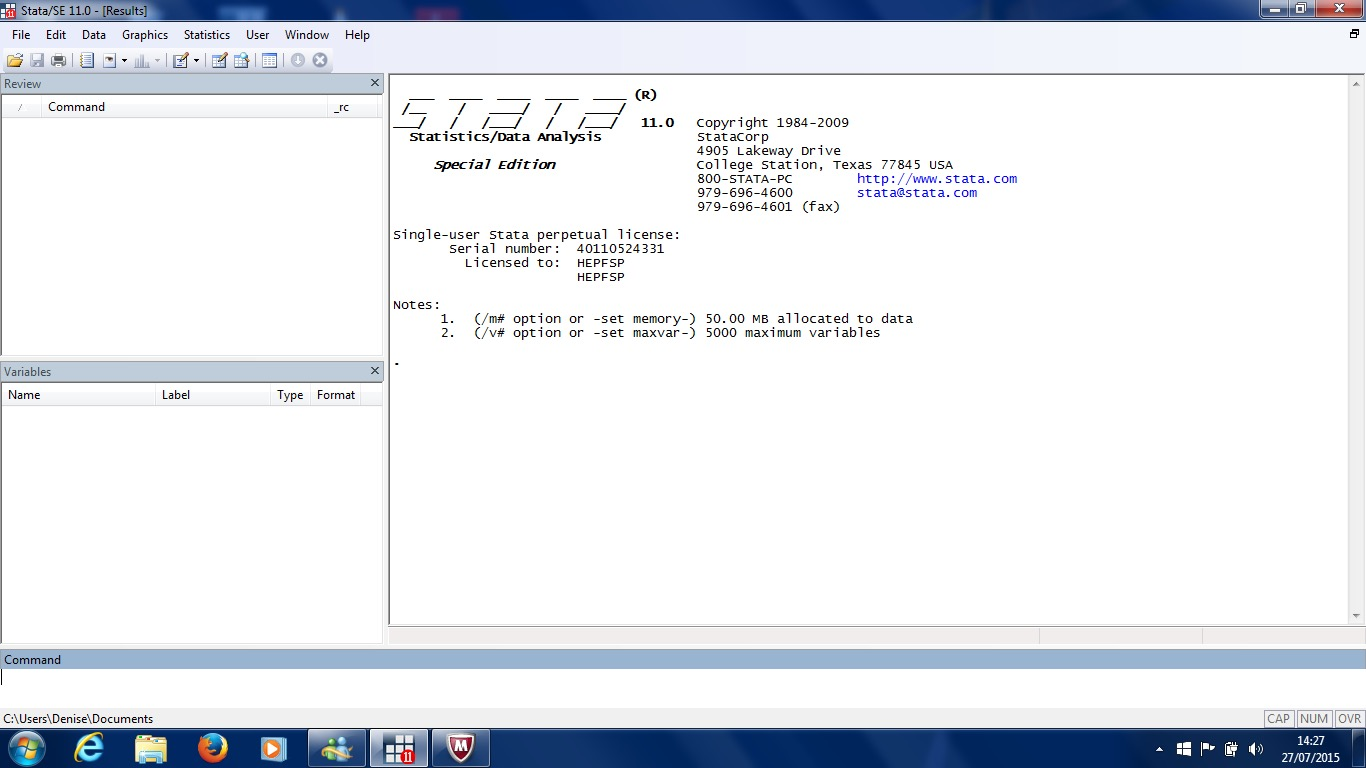 Stata/SE 11.0 - [Results]
File Edit Data Graphics Statistics User Window Help
Review
/ Command _rc
Variables
Name Label Type Format
STATA (R)
11.0 Copyright 1984-2009
Statistics/Data Analysis StataCorp
4905 Lakeway Drive
Special Edition College Station, Texas 77845 USA
800-STATA-PC http://www.stata.com
979-696-4600 stata@stata.com
979-696-4601 (fax)
Single-user Stata perpetual license:
Serial number: 40110524331
Licensed to: HEPFSP
HEPFSP
Notes:
1. (/m# option or -set memory-) 50.00 MB allocated to data
2. (/v# option or -set maxvar-) 5000 maximum variables
.
Command
C:\Users\Denise\Documents CAP NUM OVR
11
14:27
27/07/2015